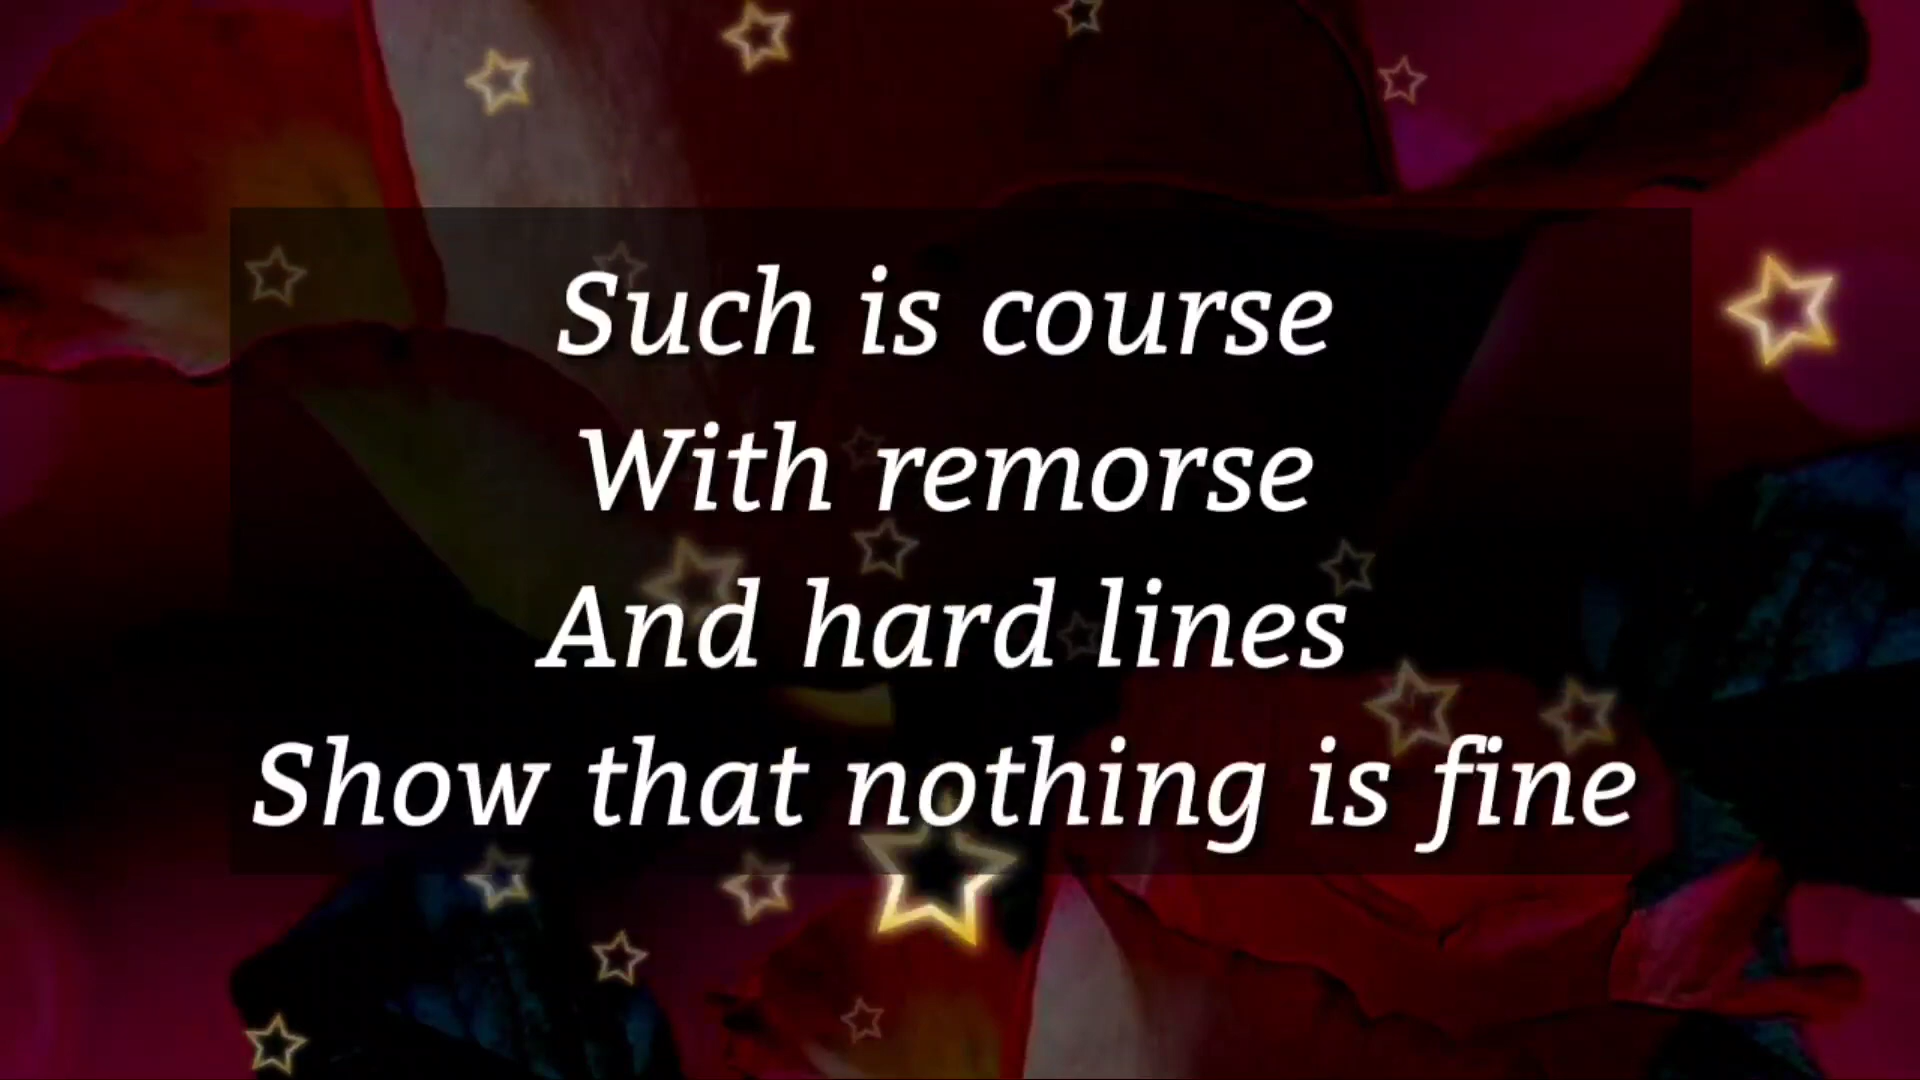 Such is course
With remorse
And hard lines
Show that nothing is fine